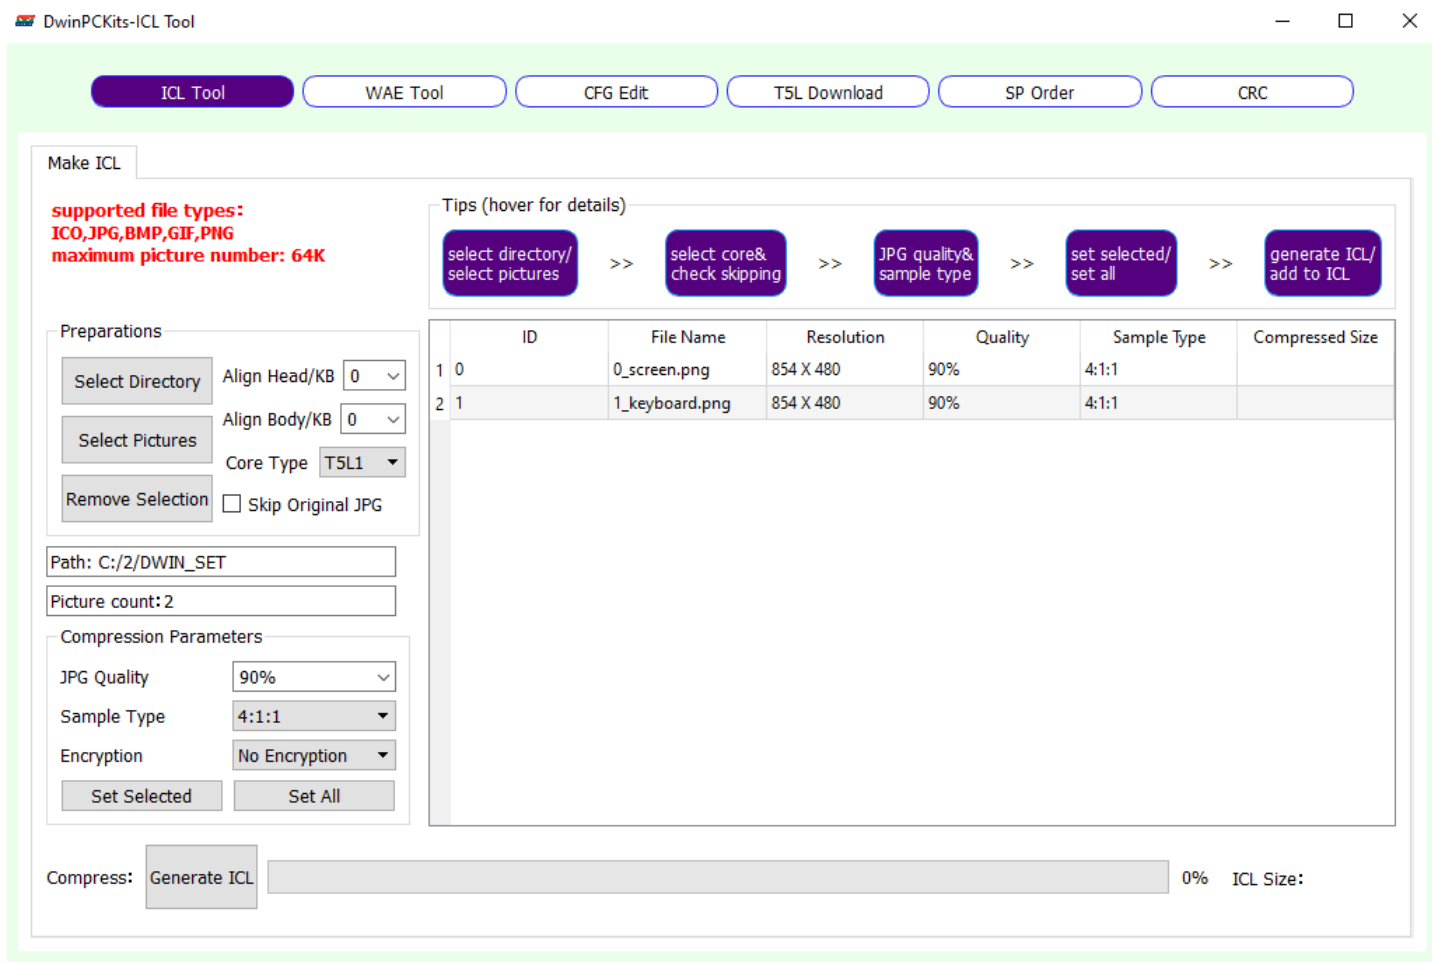 DwinPCKits-ICL Tool
ICL Tool
WAE Tool
CFG Edit
T5L Download
SP Order
CRC
Make ICL
supported file types:
ICO,JPG,BMP,GIF,PNG
maximum picture number: 64K
Tips (hover for details)
select directory/
select pictures
>>
select core&
check skipping
>>
JPG quality&
sample type
>>
set selected/
set all
>>
generate ICL/
add to ICL
Preparations
Select Directory
Align Head/KB 0
Select Pictures
Align Body/KB 0
Core Type T5L1
Remove Selection
Skip Original JPG
Path: C:/2/DWIN_SET
Picture count:2
Compression Parameters
JPG Quality 90%
Sample Type 4:1:1
Encryption No Encryption
Set Selected Set All
ID File Name Resolution Quality Sample Type Compressed Size
1 0 0_screen.png 854 X 480 90% 4:1:1
2 1 1_keyboard.png 854 X 480 90% 4:1:1
Compress: Generate ICL 0% ICL Size: